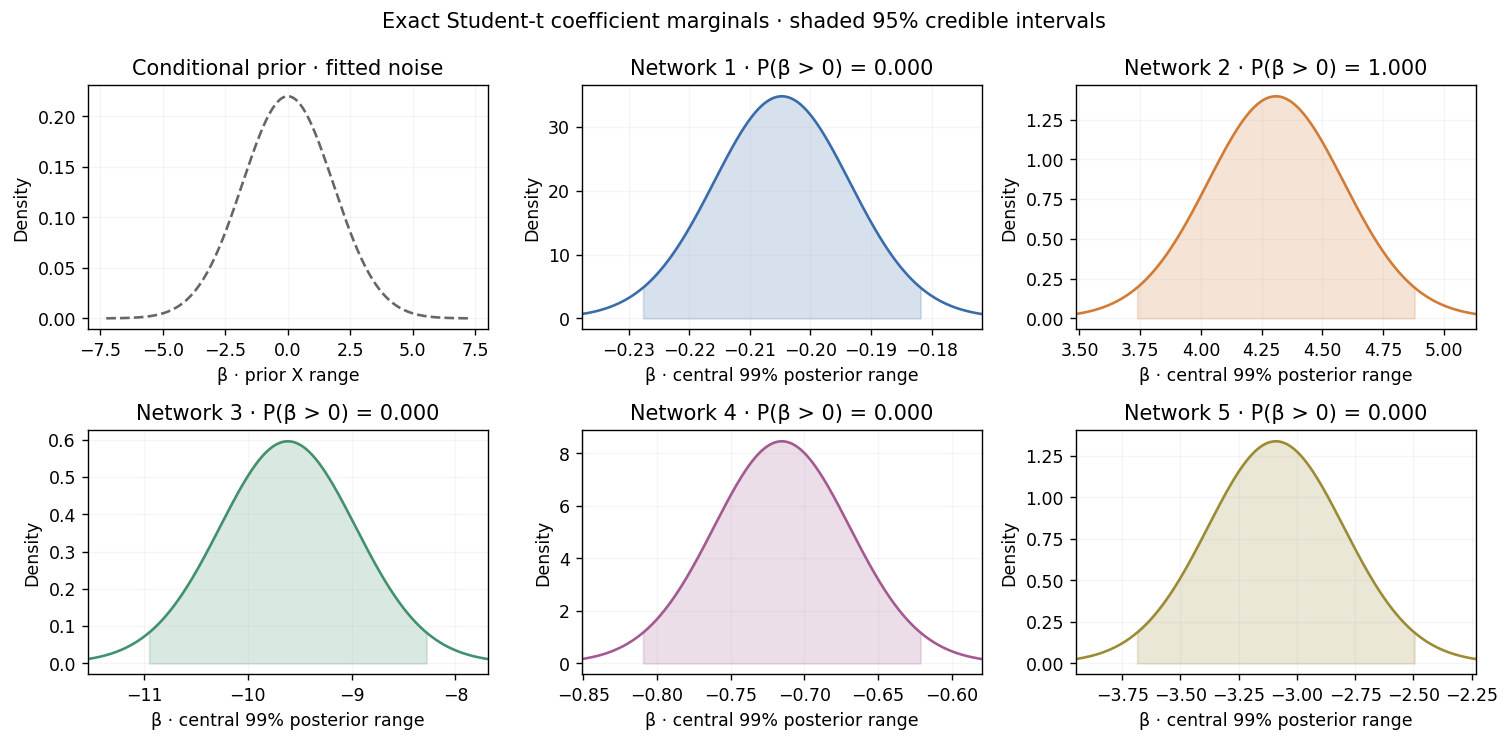 Exact Student-t coefficient marginals · shaded 95% credible intervals
Conditional prior · fitted noise
Density
0.20
0.15
0.10
0.05
0.00
−7.5 −5.0 −2.5 0.0 2.5 5.0 7.5
β · prior X range
Network 1 · P(β > 0) = 0.000
Density
30
20
10
0
−0.23 −0.22 −0.21 −0.20 −0.19 −0.18
β · central 99% posterior range
Network 2 · P(β > 0) = 1.000
Density
1.25
1.00
0.75
0.50
0.25
0.00
3.50 3.75 4.00 4.25 4.50 4.75 5.00
β · central 99% posterior range
Network 3 · P(β > 0) = 0.000
Density
0.6
0.5
0.4
0.3
0.2
0.1
0.0
−11 −10 −9 −8
β · central 99% posterior range
Network 4 · P(β > 0) = 0.000
Density
8
6
4
2
0
−0.85 −0.80 −0.75 −0.70 −0.65 −0.60
β · central 99% posterior range
Network 5 · P(β > 0) = 0.000
Density
1.25
1.00
0.75
0.50
0.25
0.00
−3.75 −3.50 −3.25 −3.00 −2.75 −2.50 −2.25
β · central 99% posterior range